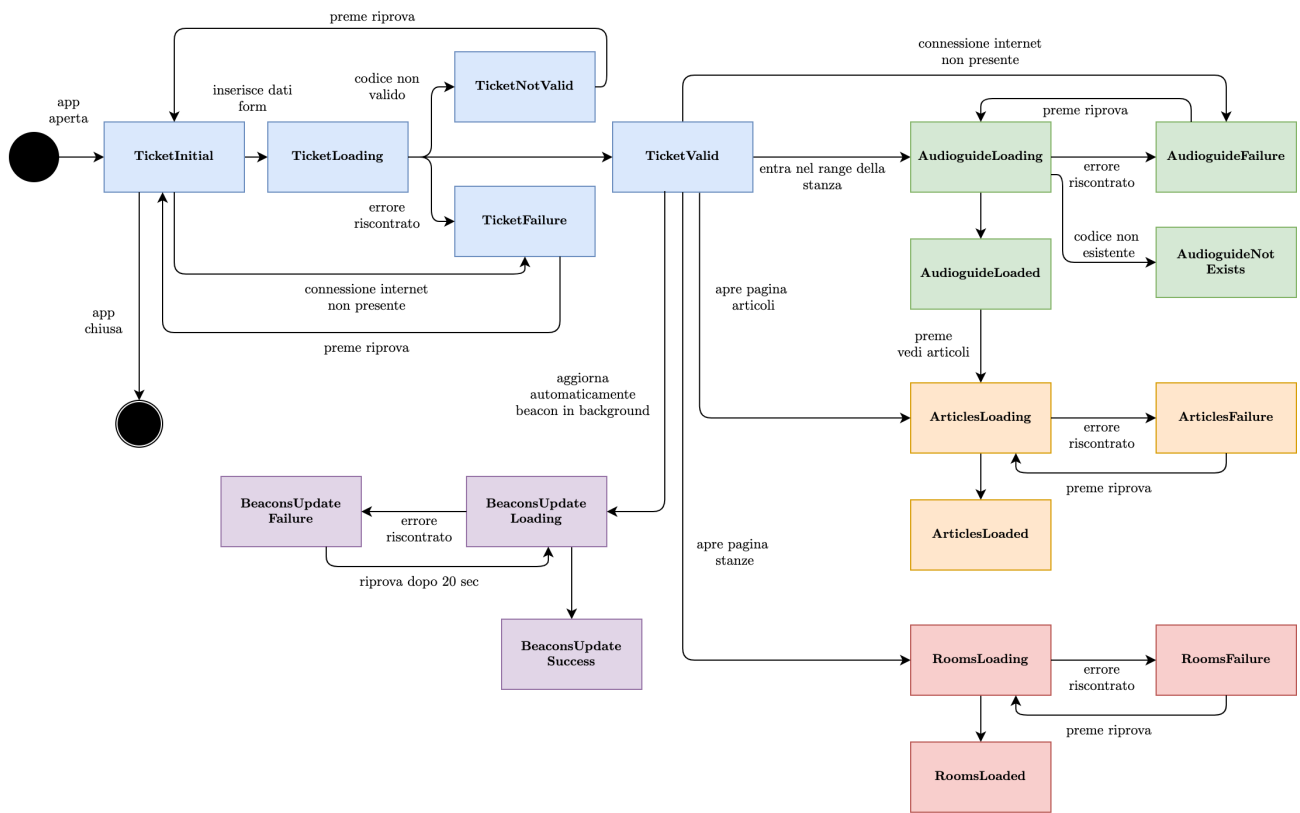 preme riprova
connessione internet
non presente
inserisce dati
form
codice non
valido
TicketNotValid
app
aperta
preme riprova
TicketInitial
TicketLoading
TicketValid
entra nel range della
stanza
AudioguideLoading
errore
riscontrato
AudioguideFailure
errore
riscontrato
TicketFailure
codice non
esistente
AudioguideNot
Exists
AudioguideLoaded
connessione internet
non presente
apre pagina
articoli
app
chiusa
preme riprova
preme
vedi articoli
aggiorna
automaticamente
beacon in background
ArticlesLoading
errore
riscontrato
ArticlesFailure
preme riprova
BeaconsUpdate
Failure
errore
riscontrato
BeaconsUpdate
Loading
ArticlesLoaded
apre pagina
stanze
riprova dopo 20 sec
BeaconsUpdate
Success
RoomsLoading
errore
riscontrato
RoomsFailure
preme riprova
RoomsLoaded